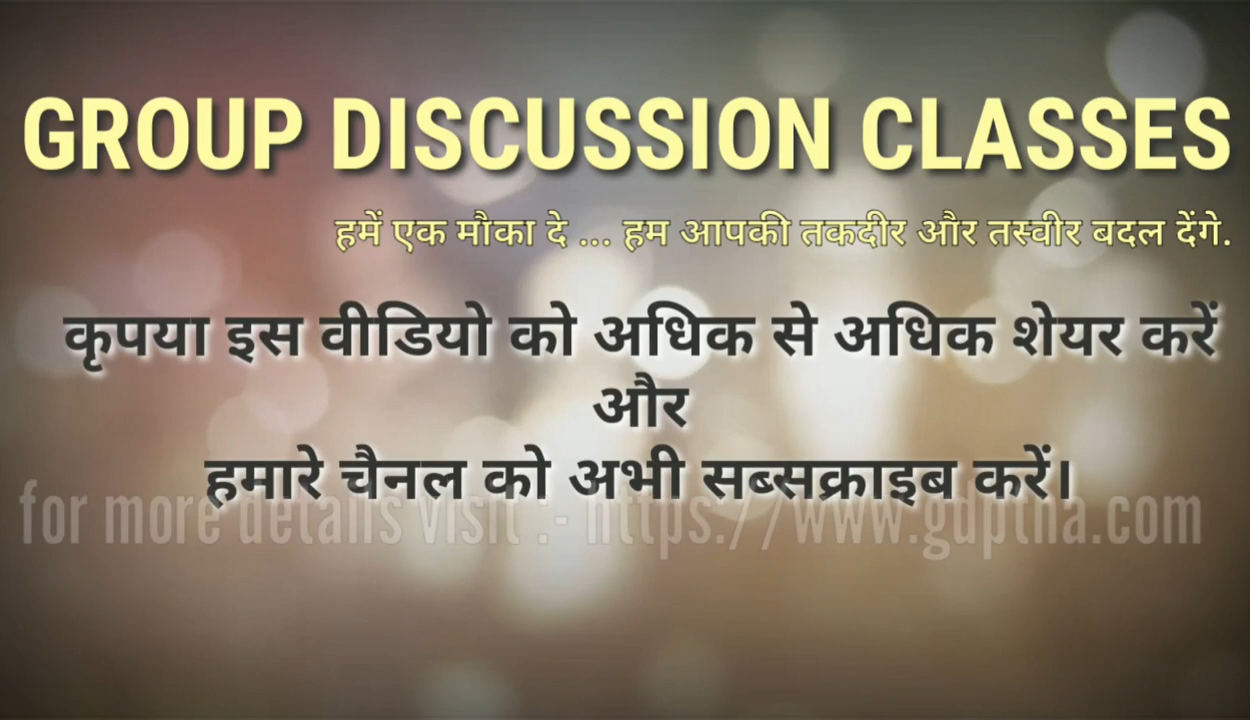 GROUP DISCUSSION CLASSES
हमें एक मौका दे ... हम आपकी तकदीर और तस्वीर बदल देंगे.
कृपया इस वीडियो को अधिक से अधिक शेयर करें
और
हमारे चैनल को अभी सब्सक्राइब करें।
for more details visit :- https://www.gdptna.com